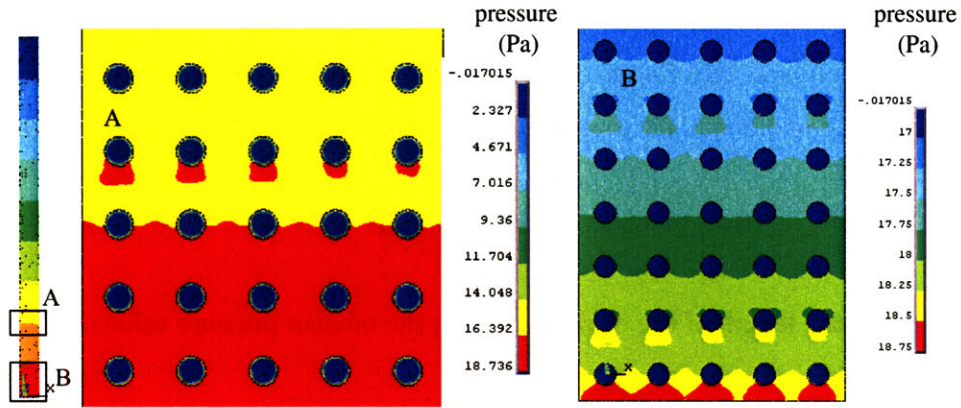 pressure
(Pa)
-.017015
2.327
4.671
7.016
9.36
11.704
14.048
16.392
18.736
A
A
B
x
pressure
(Pa)
-.017015
17
17.25
17.5
17.75
18
18.25
18.5
18.75
B
x